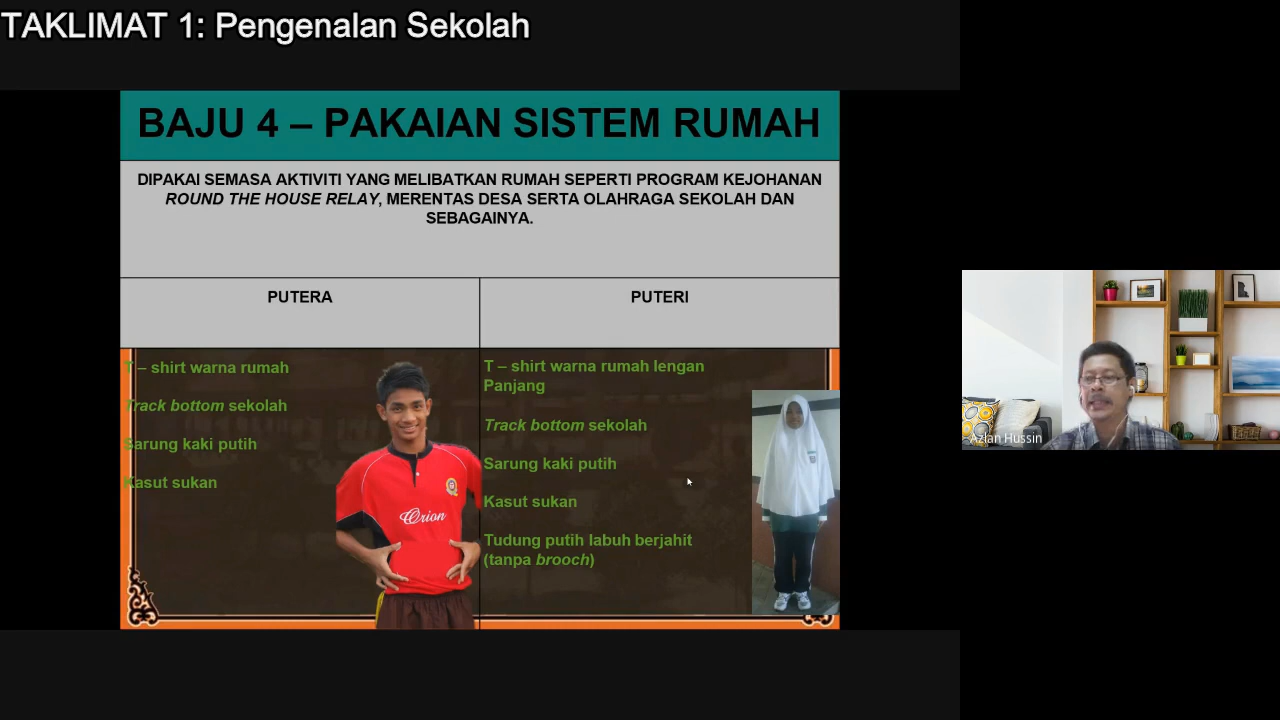 TAKLIMAT 1: Pengenalan Sekolah
BAJU 4 – PAKAIAN SISTEM RUMAH
DIPAKAI SEMASA AKTIVITI YANG MELIBATKAN RUMAH SEPERTI PROGRAM KEJOHANAN
ROUND THE HOUSE RELAY, MERENTAS DESA SERTA OLAHRAGA SEKOLAH DAN
SEBAGAINYA.
PUTERA
T – shirt warna rumah
Track bottom sekolah
Sarung kaki putih
Kasut sukan
Orion
PUTERI
T – shirt warna rumah lengan
Panjang
Track bottom sekolah
Sarung kaki putih
Kasut sukan
Tudung putih labuh berjahit
(tanpa brooch)
Azlan Hussin